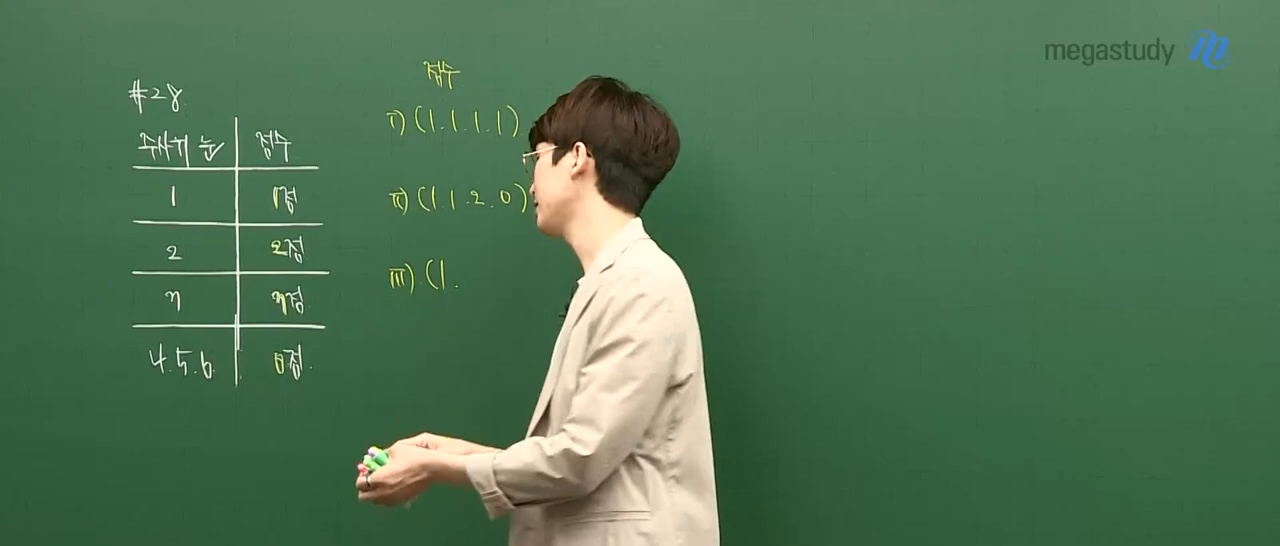 megastudy
#28
주사위 눈 점수
1 1점
2 2점
3 3점
4.5.6 0점
점수
i) (1.1.1.1)
ii) (1.1.2.0)
iii) (1.